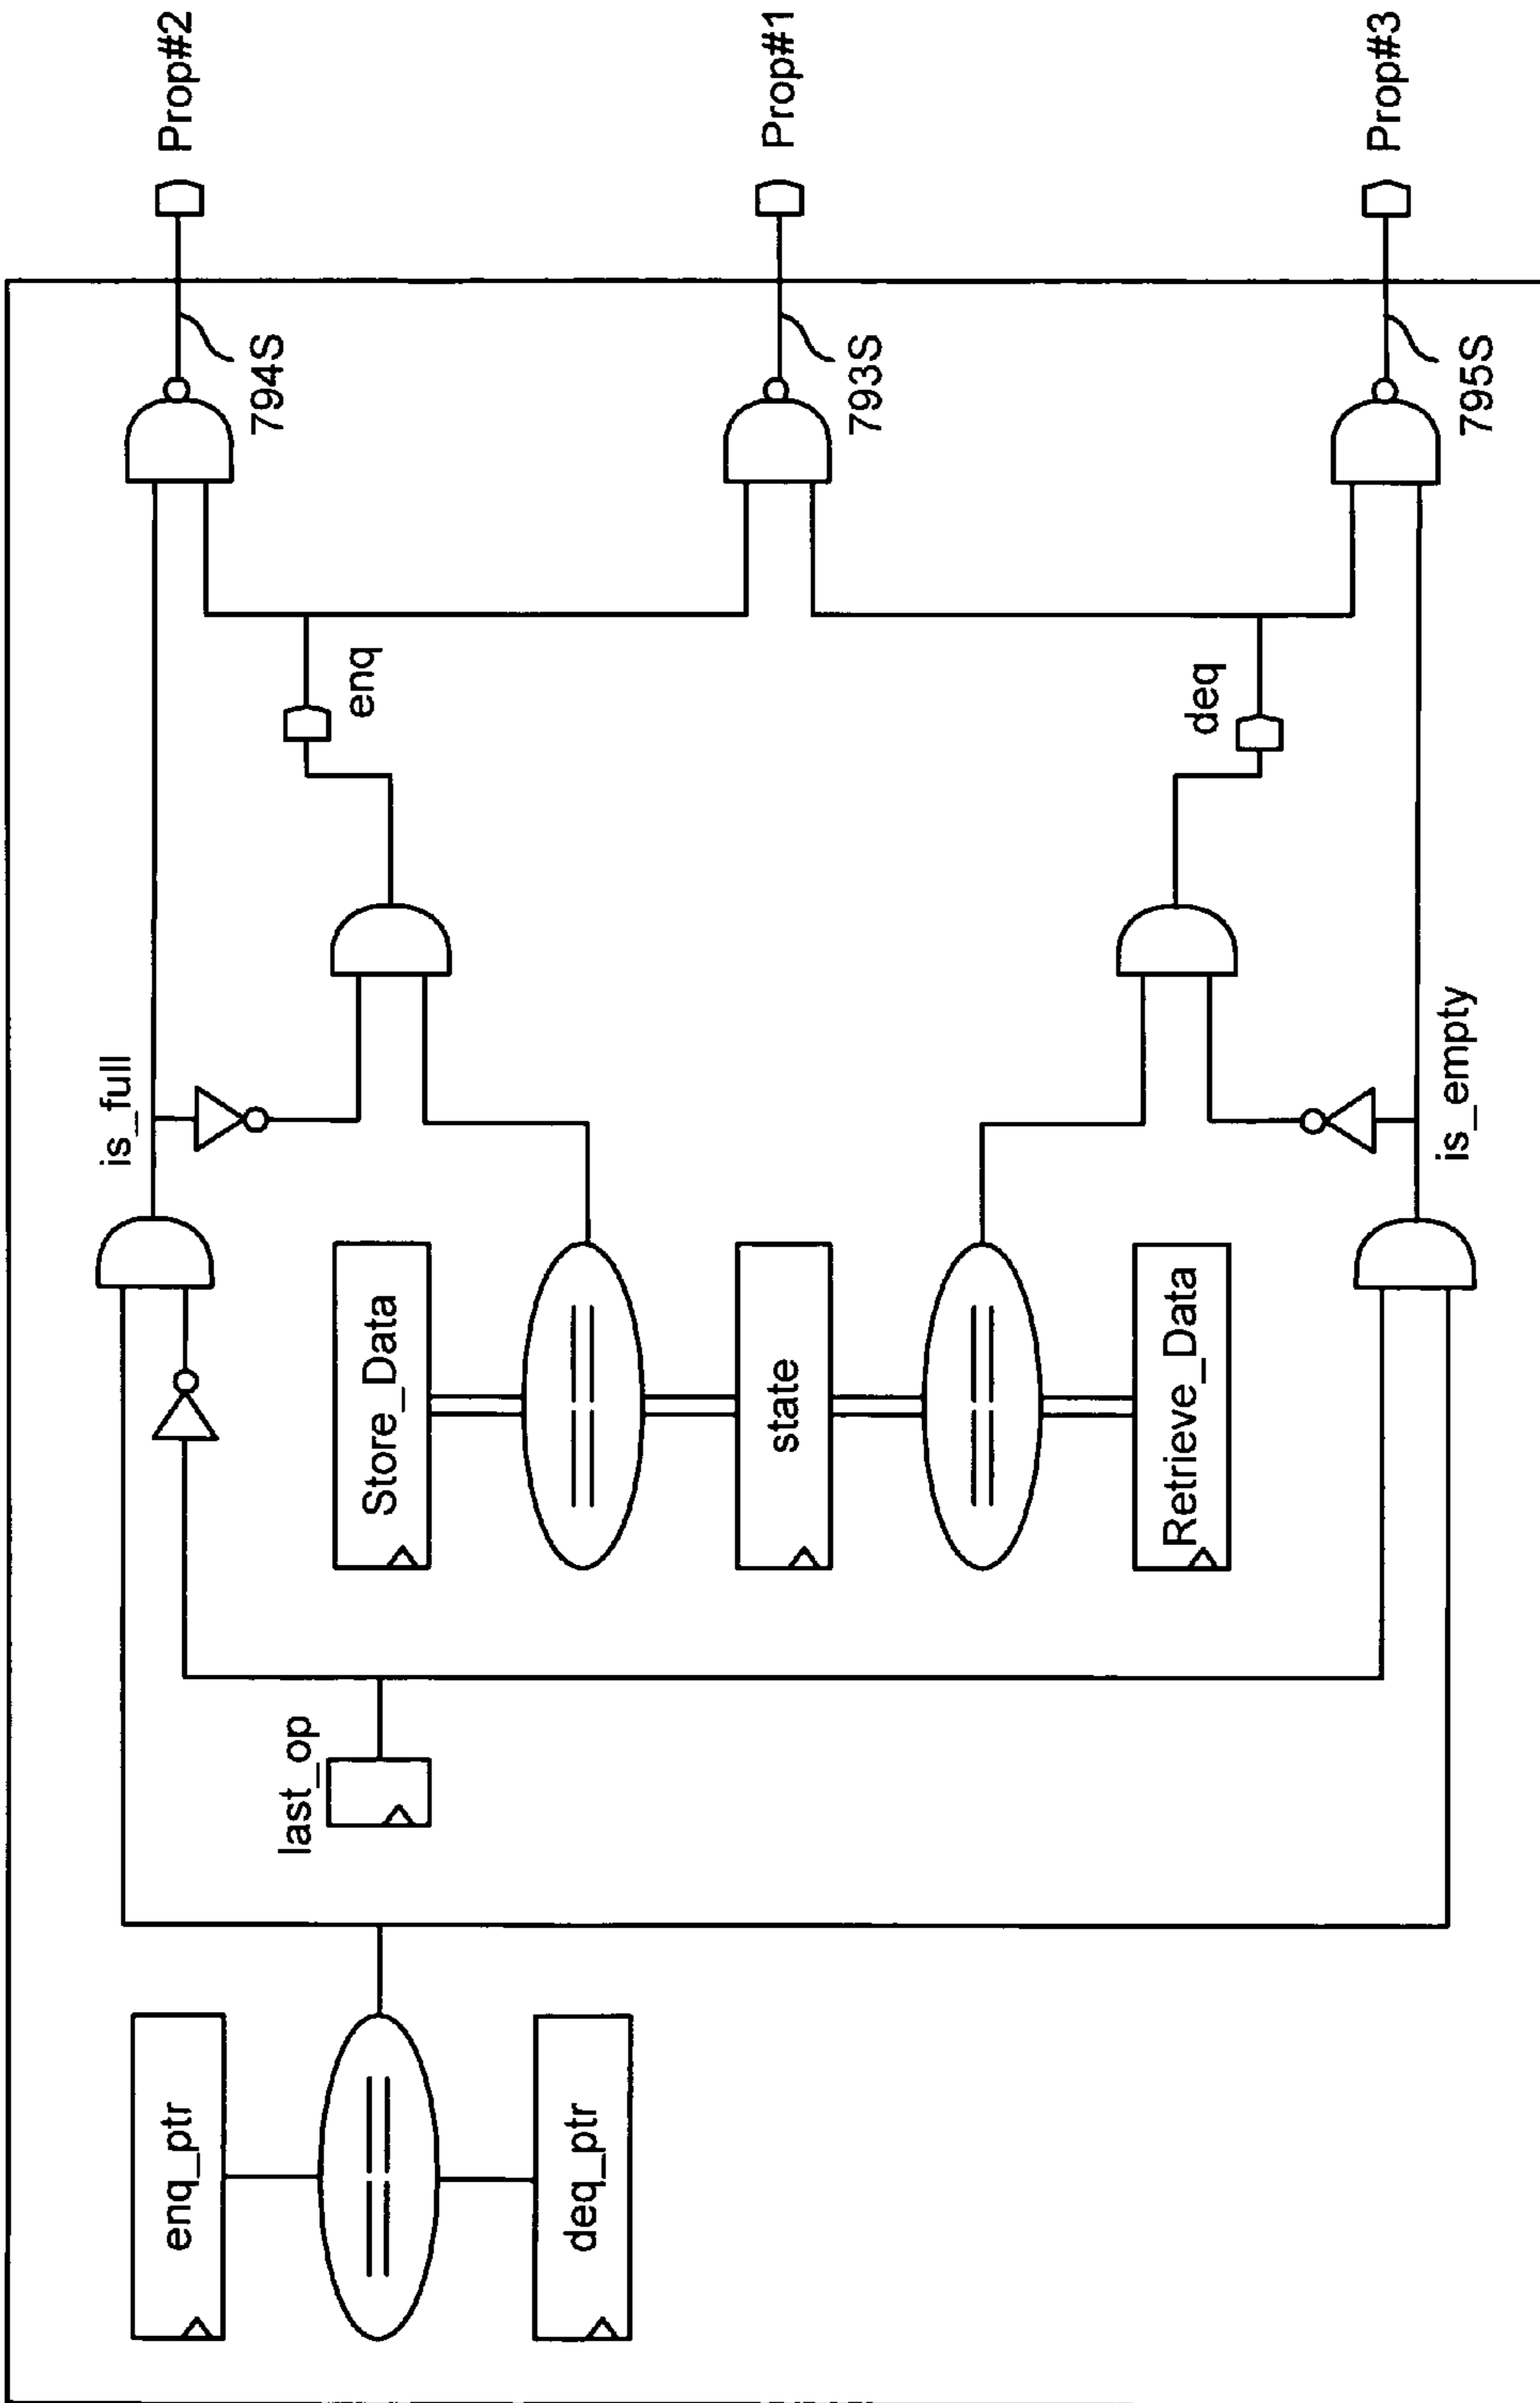 is_full
enq_ptr
Prop#2
794S
last_op
enq
==
Store_Data
deq_ptr
==
state
Prop#1
793S
==
Retrieve_Data
deq
Prop#3
is_empty
795S